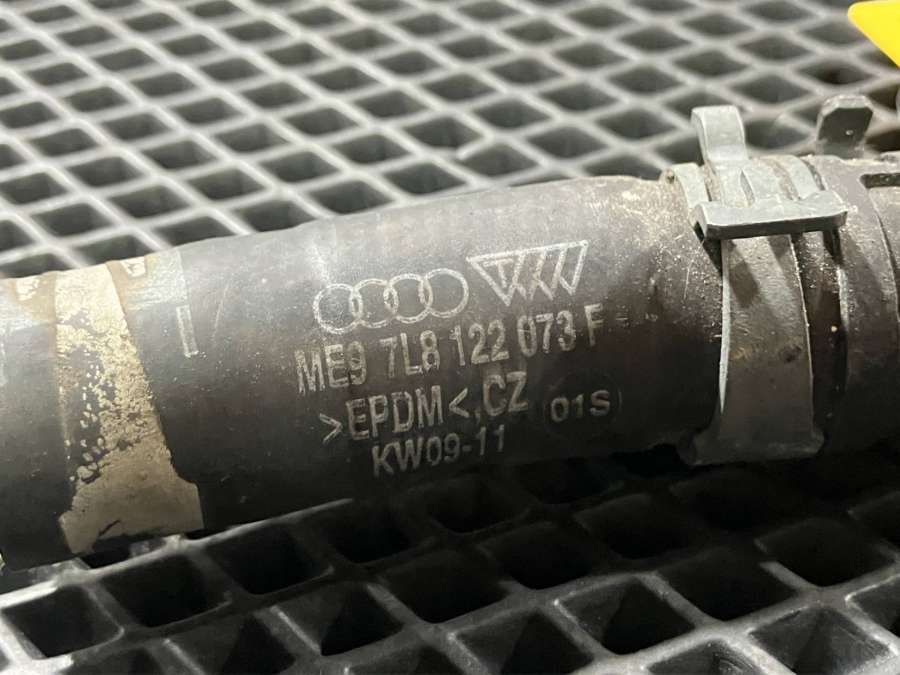 ME9 7L8 122 073 F
>EPDM<,CZ 01S
KW09-11